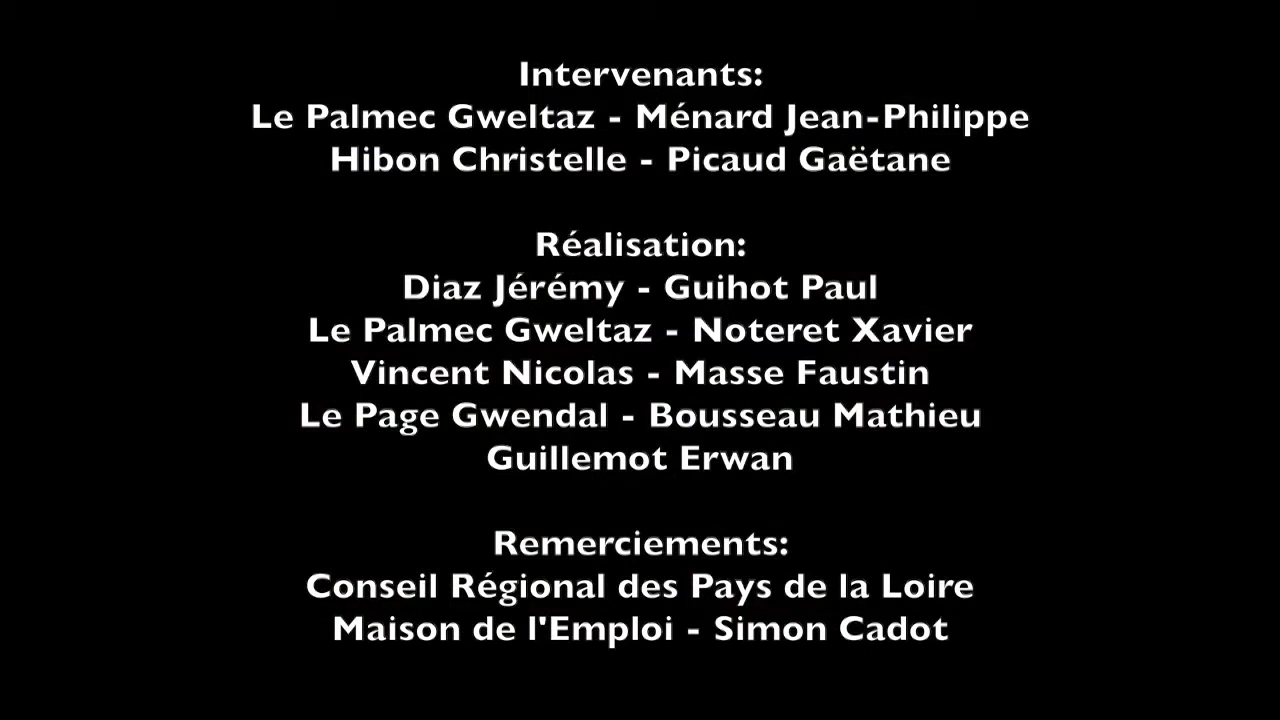 Intervenants:
Le Palmec Gweltaz - Ménard Jean-Philippe
Hibon Christelle - Picaud Gaëtane
Réalisation:
Diaz Jérémy - Guihot Paul
Le Palmec Gweltaz - Noteret Xavier
Vincent Nicolas - Masse Faustin
Le Page Gwendal - Bousseau Mathieu
Guillemot Erwan
Remerciements:
Conseil Régional des Pays de la Loire
Maison de l'Emploi - Simon Cadot